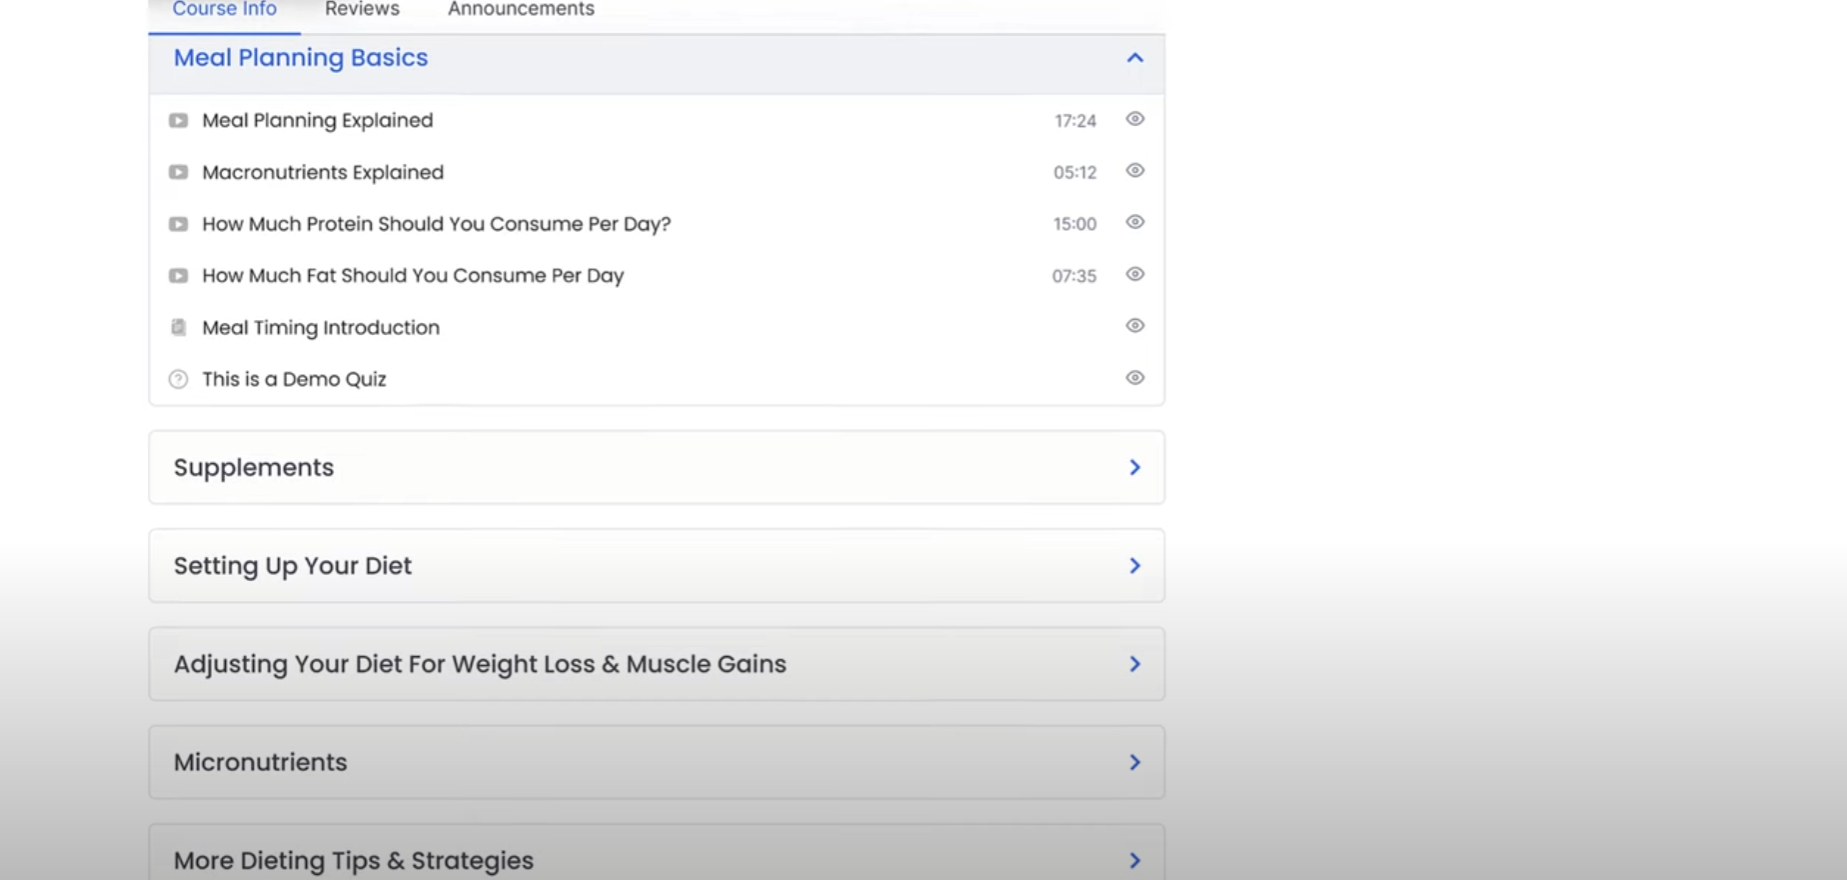 Course Info Reviews Announcements
Meal Planning Basics
Meal Planning Explained 17:24
Macronutrients Explained 05:12
How Much Protein Should You Consume Per Day? 15:00
How Much Fat Should You Consume Per Day 07:35
Meal Timing Introduction
This is a Demo Quiz
Supplements
Setting Up Your Diet
Adjusting Your Diet For Weight Loss & Muscle Gains
Micronutrients
More Dieting Tips & Strategies